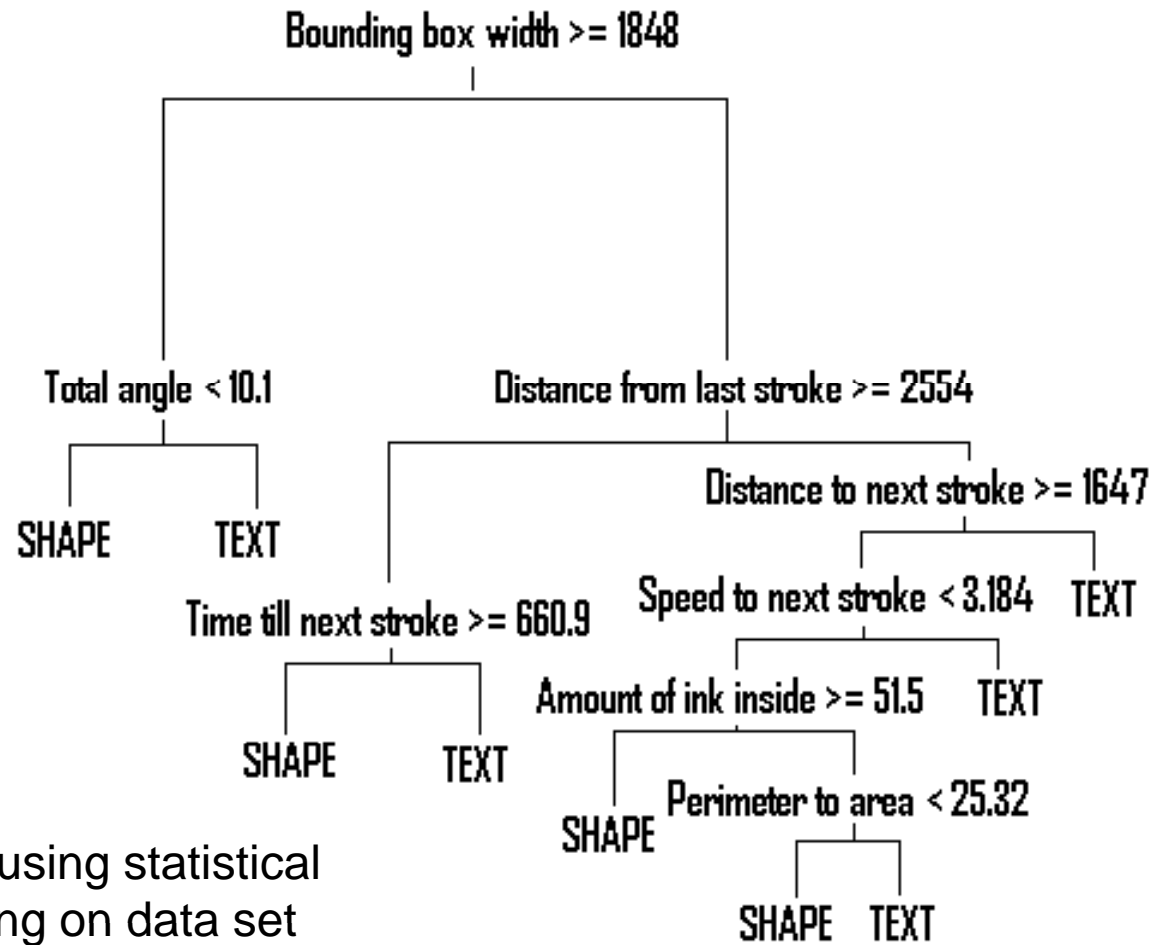 Bounding box width >= 1848
Total angle < 10.1
Distance from last stroke >= 2554
Distance to next stroke >= 1647
SHAPE TEXT
Speed to next stroke < 3.184
TEXT
Time till next stroke >= 660.9
Amount of ink inside >= 51.5
TEXT
SHAPE TEXT
Perimeter to area < 25.32
SHAPE
using statistical
ng on data set
SHAPE TEXT